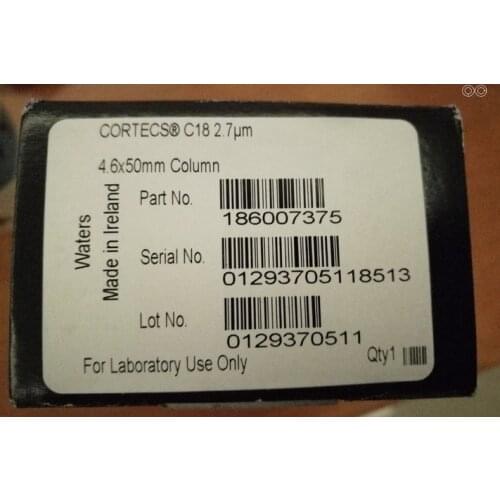 CORTECS® C18 2.7µm
4.6x50mm Column
Waters
Made in Ireland
Part No.
186007375
Serial No.
01293705118513
Lot No.
0129370511
For Laboratory Use Only
Qty1